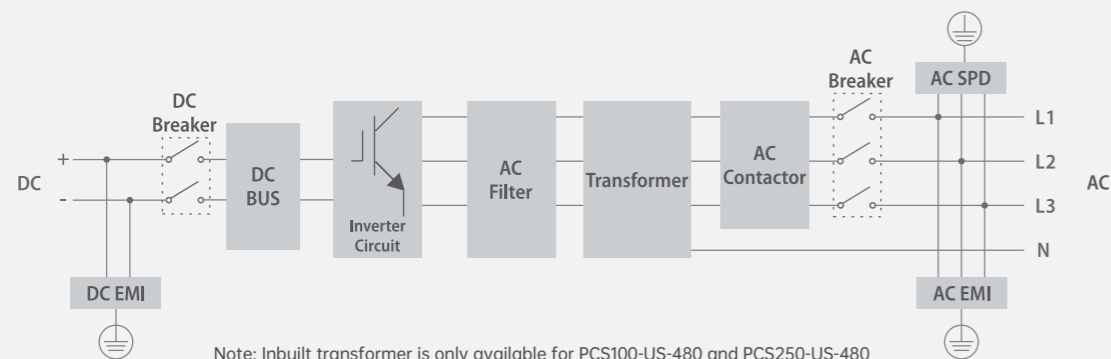 AC
Breaker
AC SPD
DC
Breaker
L1
+
DC
BUS
AC
Filter
Transformer
AC
Contactor
L2
DC
AC
-
L3
Inverter
Circuit
N
DC EMI
AC EMI
Note: Inbuilt transformer is only available for PCS100-US-480 and PCS250-US-480